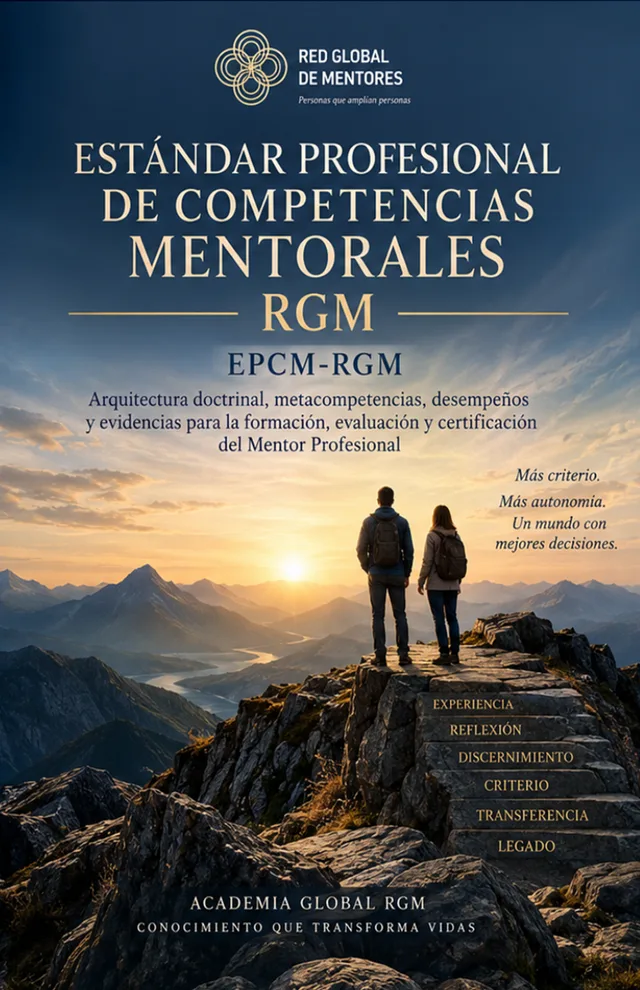 RED GLOBAL
DE MENTORES
Personas que amplían personas
ESTÁNDAR PROFESIONAL
DE COMPETENCIAS
MENTORALES
RGM
EPCM-RGM
Arquitectura doctrinal, metacompetencias, desempeños
y evidencias para la formación, evaluación y certificación
del Mentor Profesional
Más criterio.
Más autonomía.
Un mundo con
mejores decisiones.
EXPERIENCIA
REFLEXIÓN
DISCERNIMIENTO
CRITERIO
TRANSFERENCIA
LEGADO
ACADEMIA GLOBAL RGM
CONOCIMIENTO QUE TRANSFORMA VIDAS